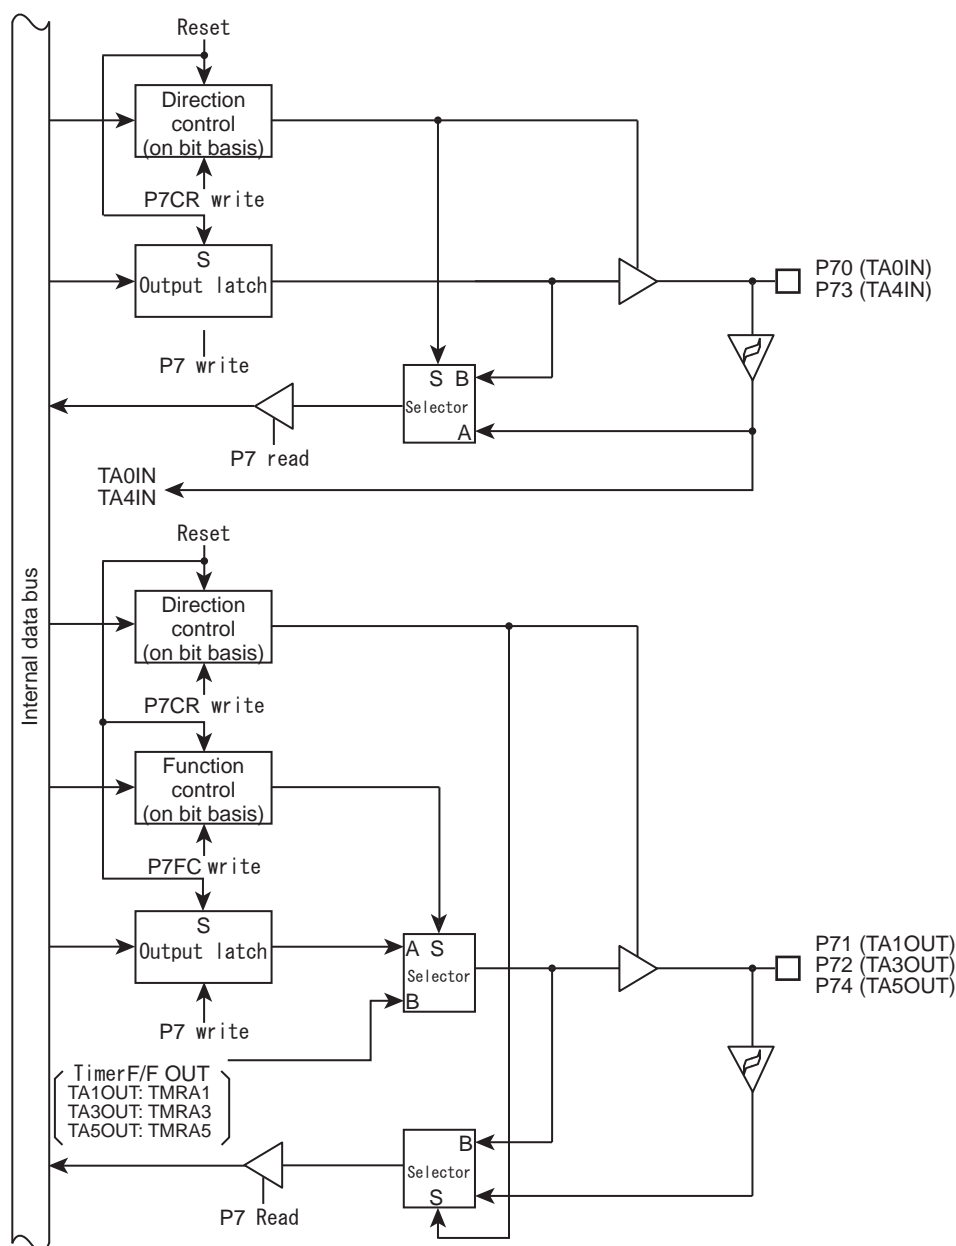 Reset
Direction
control
(on bit basis)
P7CR write
S
Output latch
P7 write
P70 (TA0IN)
P73 (TA4IN)
S B
Selector
A
P7 read
TA0IN
TA4IN
Internal data bus
Reset
Direction
control
(on bit basis)
P7CR write
Function
control
(on bit basis)
P7FC write
S
Output latch
P7 write
A S
Selector
B
P71 (TA1OUT)
P72 (TA3OUT)
P74 (TA5OUT)
TimerF/F OUT
TA1OUT: TMRA1
TA3OUT: TMRA3
TA5OUT: TMRA5
B
Selector
S
P7 Read